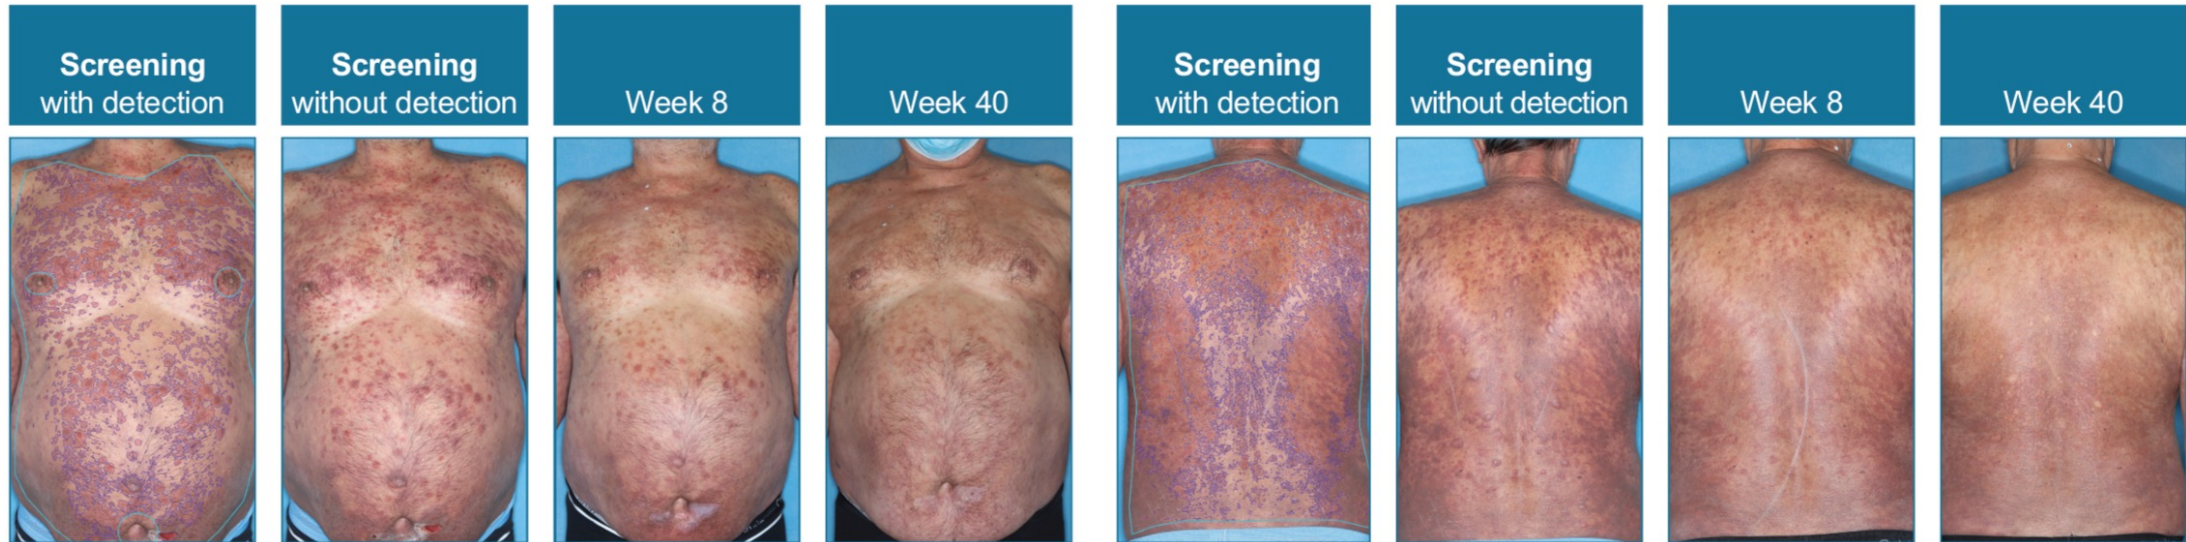 Screening
with detection
Screening
without detection
Week 8
Week 40
Screening
with detection
Screening
without detection
Week 8
Week 40